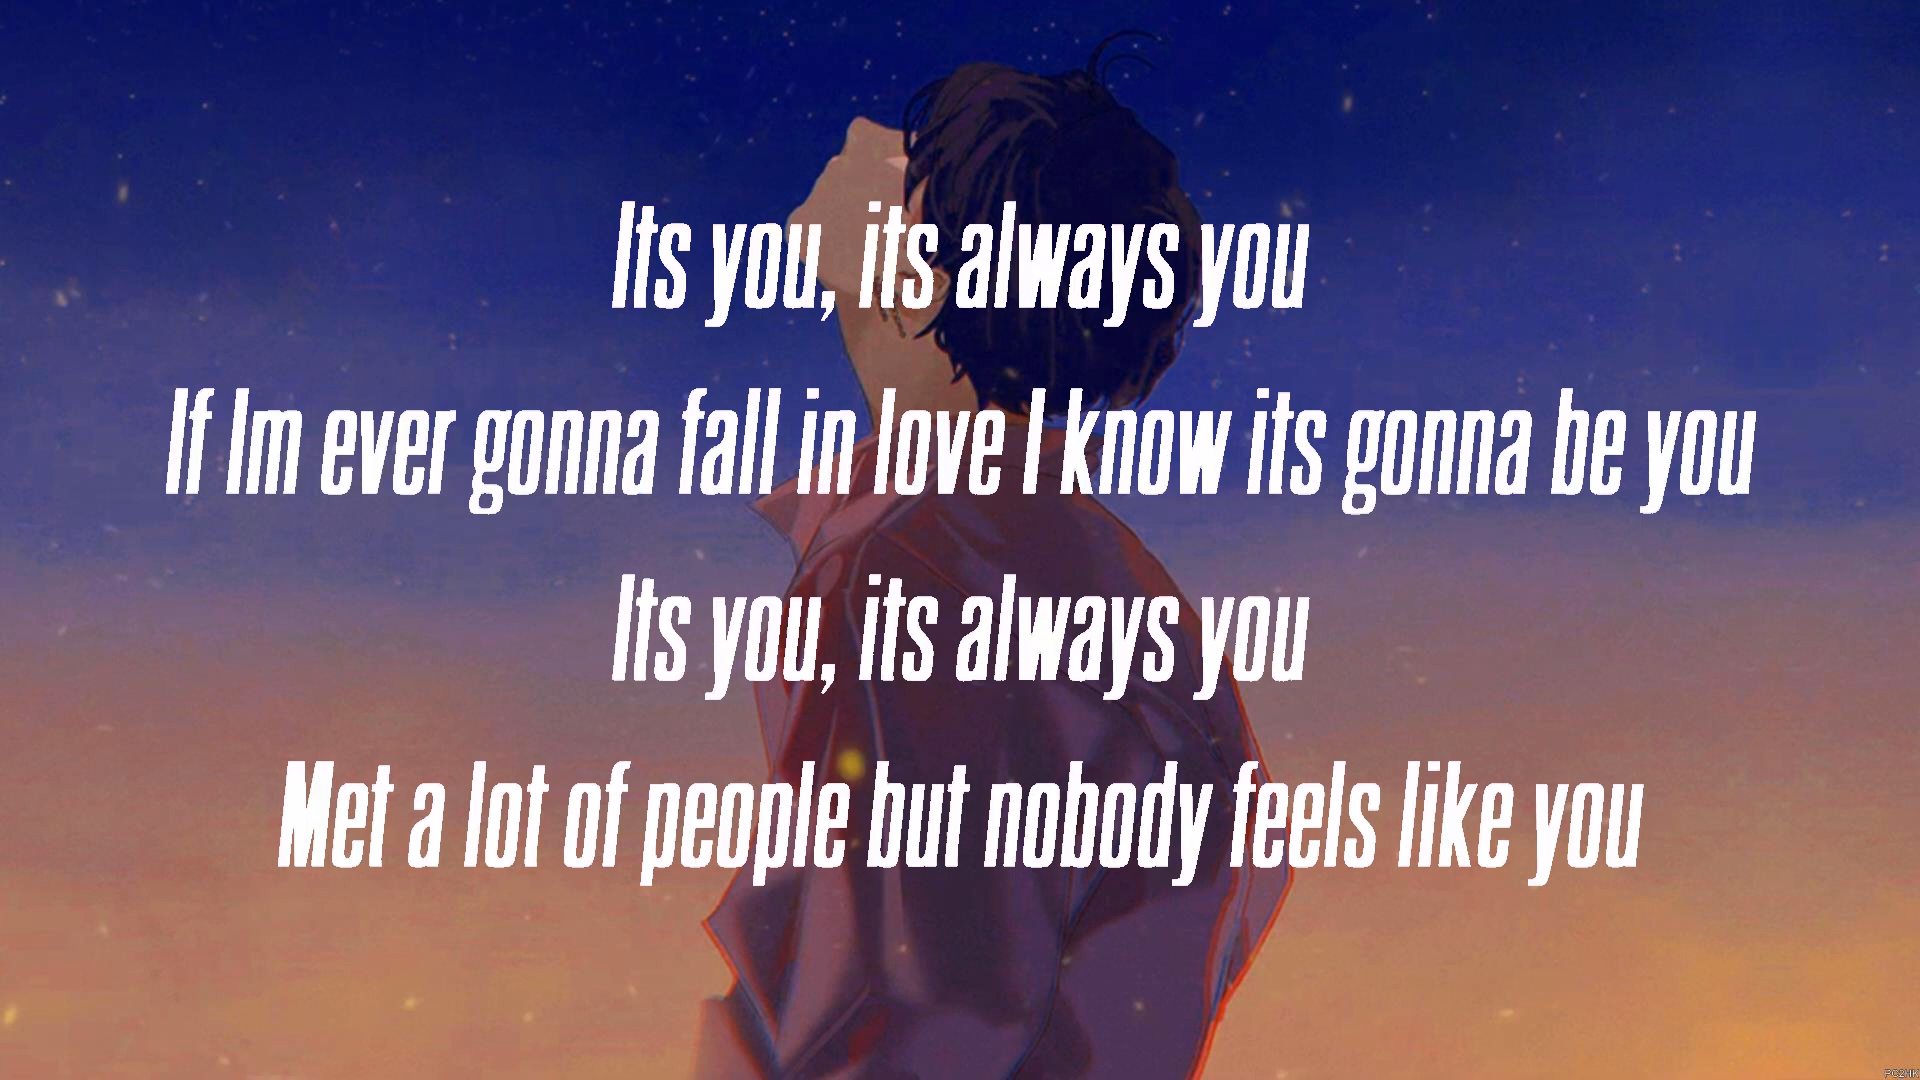 Its you, its always you
If Im ever gonna fall in love I know its gonna be you
Its you, its always you
Met a lot of people but nobody feels like you
PC2HK